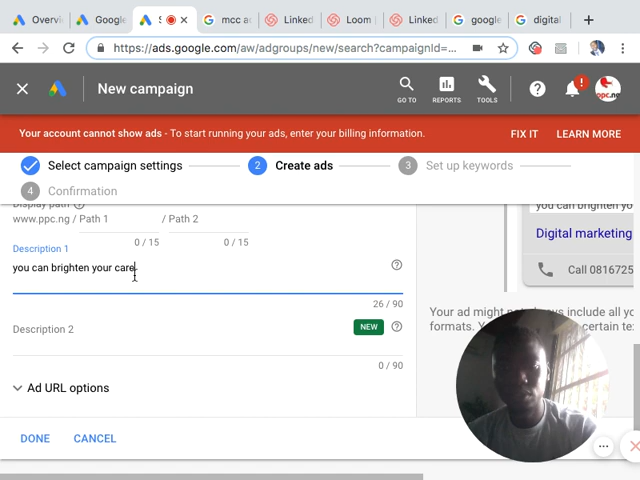 Overvi
Google
S
mcc ac
Linked
Loom
Linked
google
digital
https://ads.google.com/aw/adgroups/new/search?campaignId=...
New campaign
GO TO
REPORTS
TOOLS
Your account cannot show ads - To start running your ads, enter your billing information.
FIX IT
LEARN MORE
Select campaign settings
2 Create ads
3 Set up keywords
4 Confirmation
Display path
www.ppc.ng / Path 1 / Path 2
0 / 15
0 / 15
Description 1
you can brighten your care
26 / 90
Description 2
NEW
0 / 90
Ad URL options
DONE
CANCEL
you can brighten yo
Digital marketing
Call 0816725
Your ad might not always include all yo
formats.
certain te